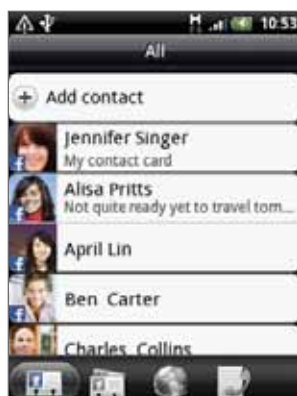 H 10:53
All
Add contact
Jennifer Singer
My contact card
Alisa Pritts
Not quite ready yet to travel tom...
April Lin
Ben Carter
Charles Collins